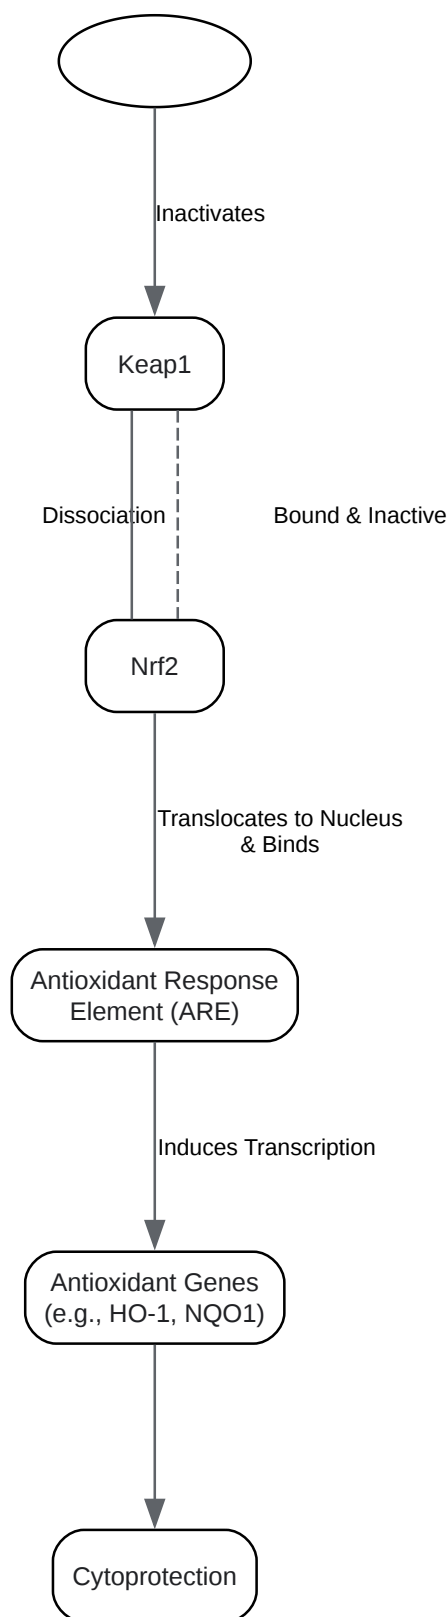 Inactivates
Keap1
Dissociation
Bound & Inactive
Nrf2
Translocates to Nucleus
& Binds
Antioxidant Response
Element (ARE)
Induces Transcription
Antioxidant Genes
(e.g., HO-1, NQO1)
Cytoprotection